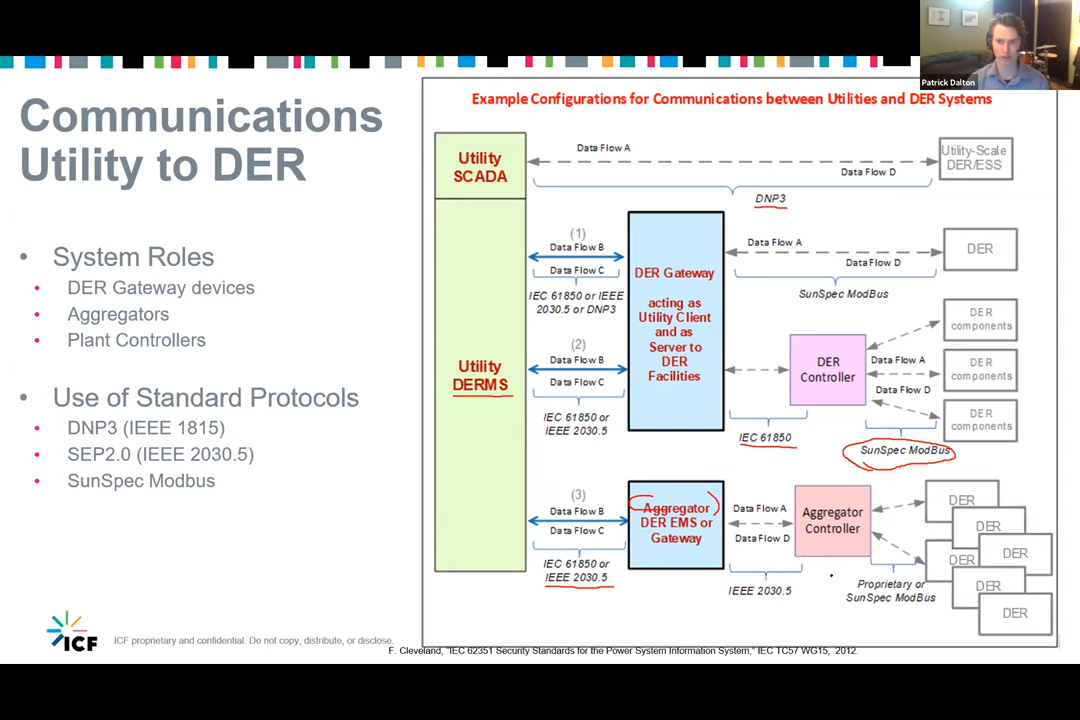 Patrick Dalton
Communications
Utility to DER
• System Roles
• DER Gateway devices
• Aggregators
• Plant Controllers
• Use of Standard Protocols
• DNP3 (IEEE 1815)
• SEP2.0 (IEEE 2030.5)
• SunSpec Modbus
Example Configurations for Communications between Utilities and DER Systems
Utility
SCADA
Data Flow A
Data Flow D
DNP3
Utility-Scale
DER/ESS
Utility
DERMS
(1)
Data Flow B
Data Flow C
IEC 61850 or IEEE
2030.5 or DNP3
(2)
Data Flow B
Data Flow C
IEC 61850 or
IEEE 2030.5
DER Gateway
acting as
Utility Client
and as
Server to
DER
Facilities
Data Flow A
Data Flow D
SunSpec ModBus
DER
IEC 61850
DER
Controller
Data Flow A
Data Flow D
SunSpec ModBus
DER
components
DER
components
DER
components
(3)
Data Flow B
Data Flow C
IEC 61850 or
IEEE 2030.5
Aggregator
DER EMS or
Gateway
Data Flow A
Data Flow D
IEEE 2030.5
Aggregator
Controller
Proprietary or
SunSpec ModBus
DER
DER
DER
DER
DER
DER
ICF
ICF proprietary and confidential. Do not copy, distribute, or disclose.
F. Cleveland, "IEC 62351 Security Standards for the Power System Information System," IEC TC57 WG15, 2012.